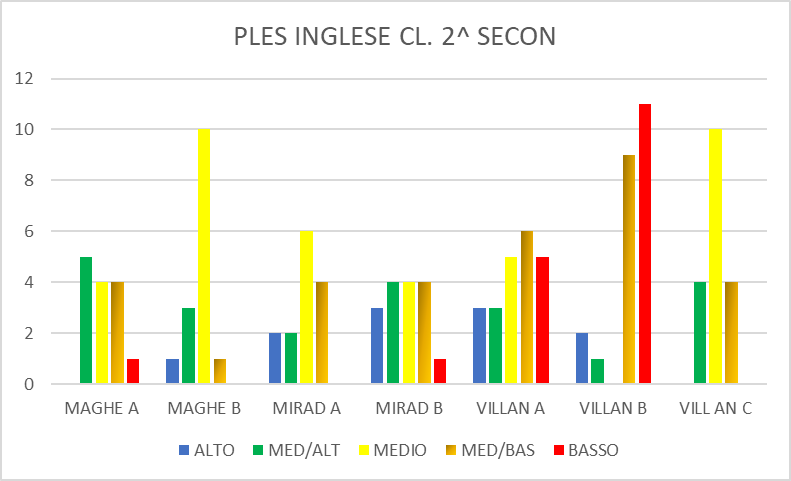 PLES INGLESE CL. 2^ SECON
12
10
8
6
4
2
0
MAGHE A MAGHE B MIRAD A MIRAD B VILLAN A VILLAN B VILL AN C
ALTO MED/ALT MEDIO MED/BAS BASSO